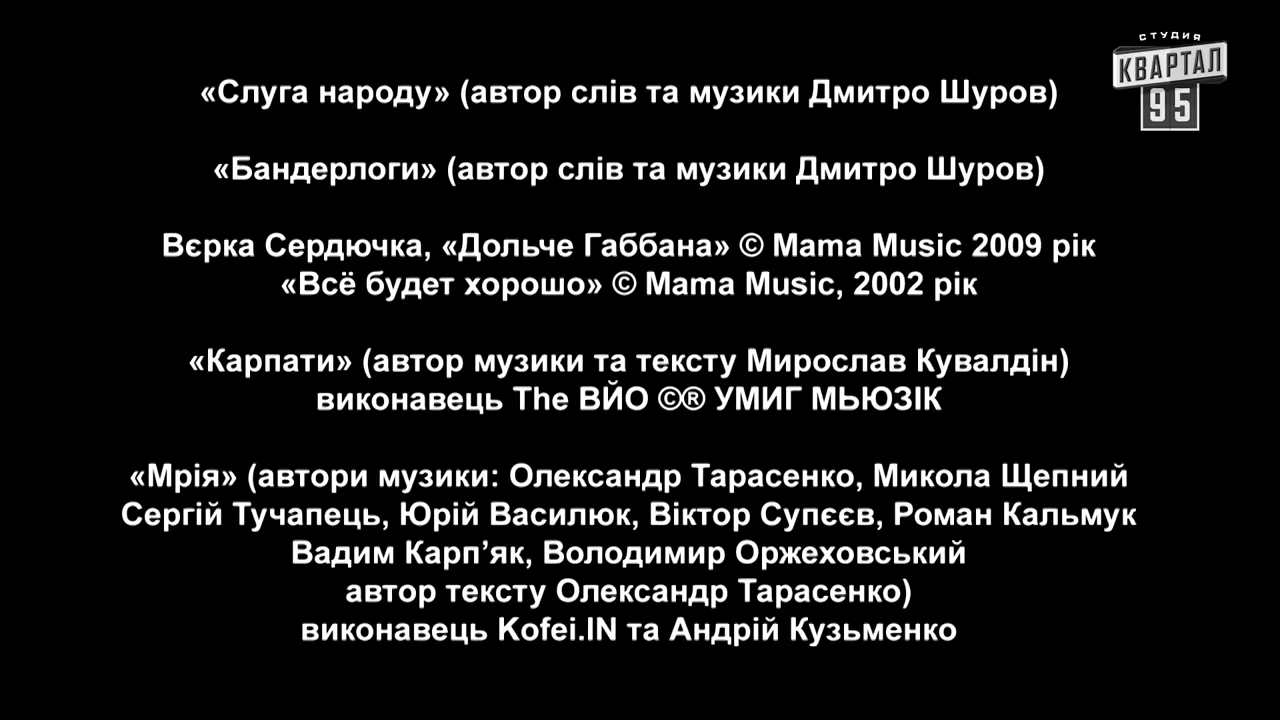 СТУДИЯ
КВАРТАЛ
95
«Слуга народу» (автор слів та музики Дмитро Шуров)
«Бандерлоги» (автор слів та музики Дмитро Шуров)
Вєрка Сердючка, «Дольче Габбана» © Mama Music 2009 рік
«Всё будет хорошо» © Mama Music, 2002 рік
«Карпати» (автор музики та тексту Мирослав Кувалдін)
виконавець The ВЙО ©® УМИГ МЬЮЗІК
«Мрія» (автори музики: Олександр Тарасенко, Микола Щепний
Сергій Тучапець, Юрій Василюк, Віктор Супєєв, Роман Кальмук
Вадим Карп’як, Володимир Оржеховський
автор тексту Олександр Тарасенко)
виконавець Kofei.IN та Андрій Кузьменко